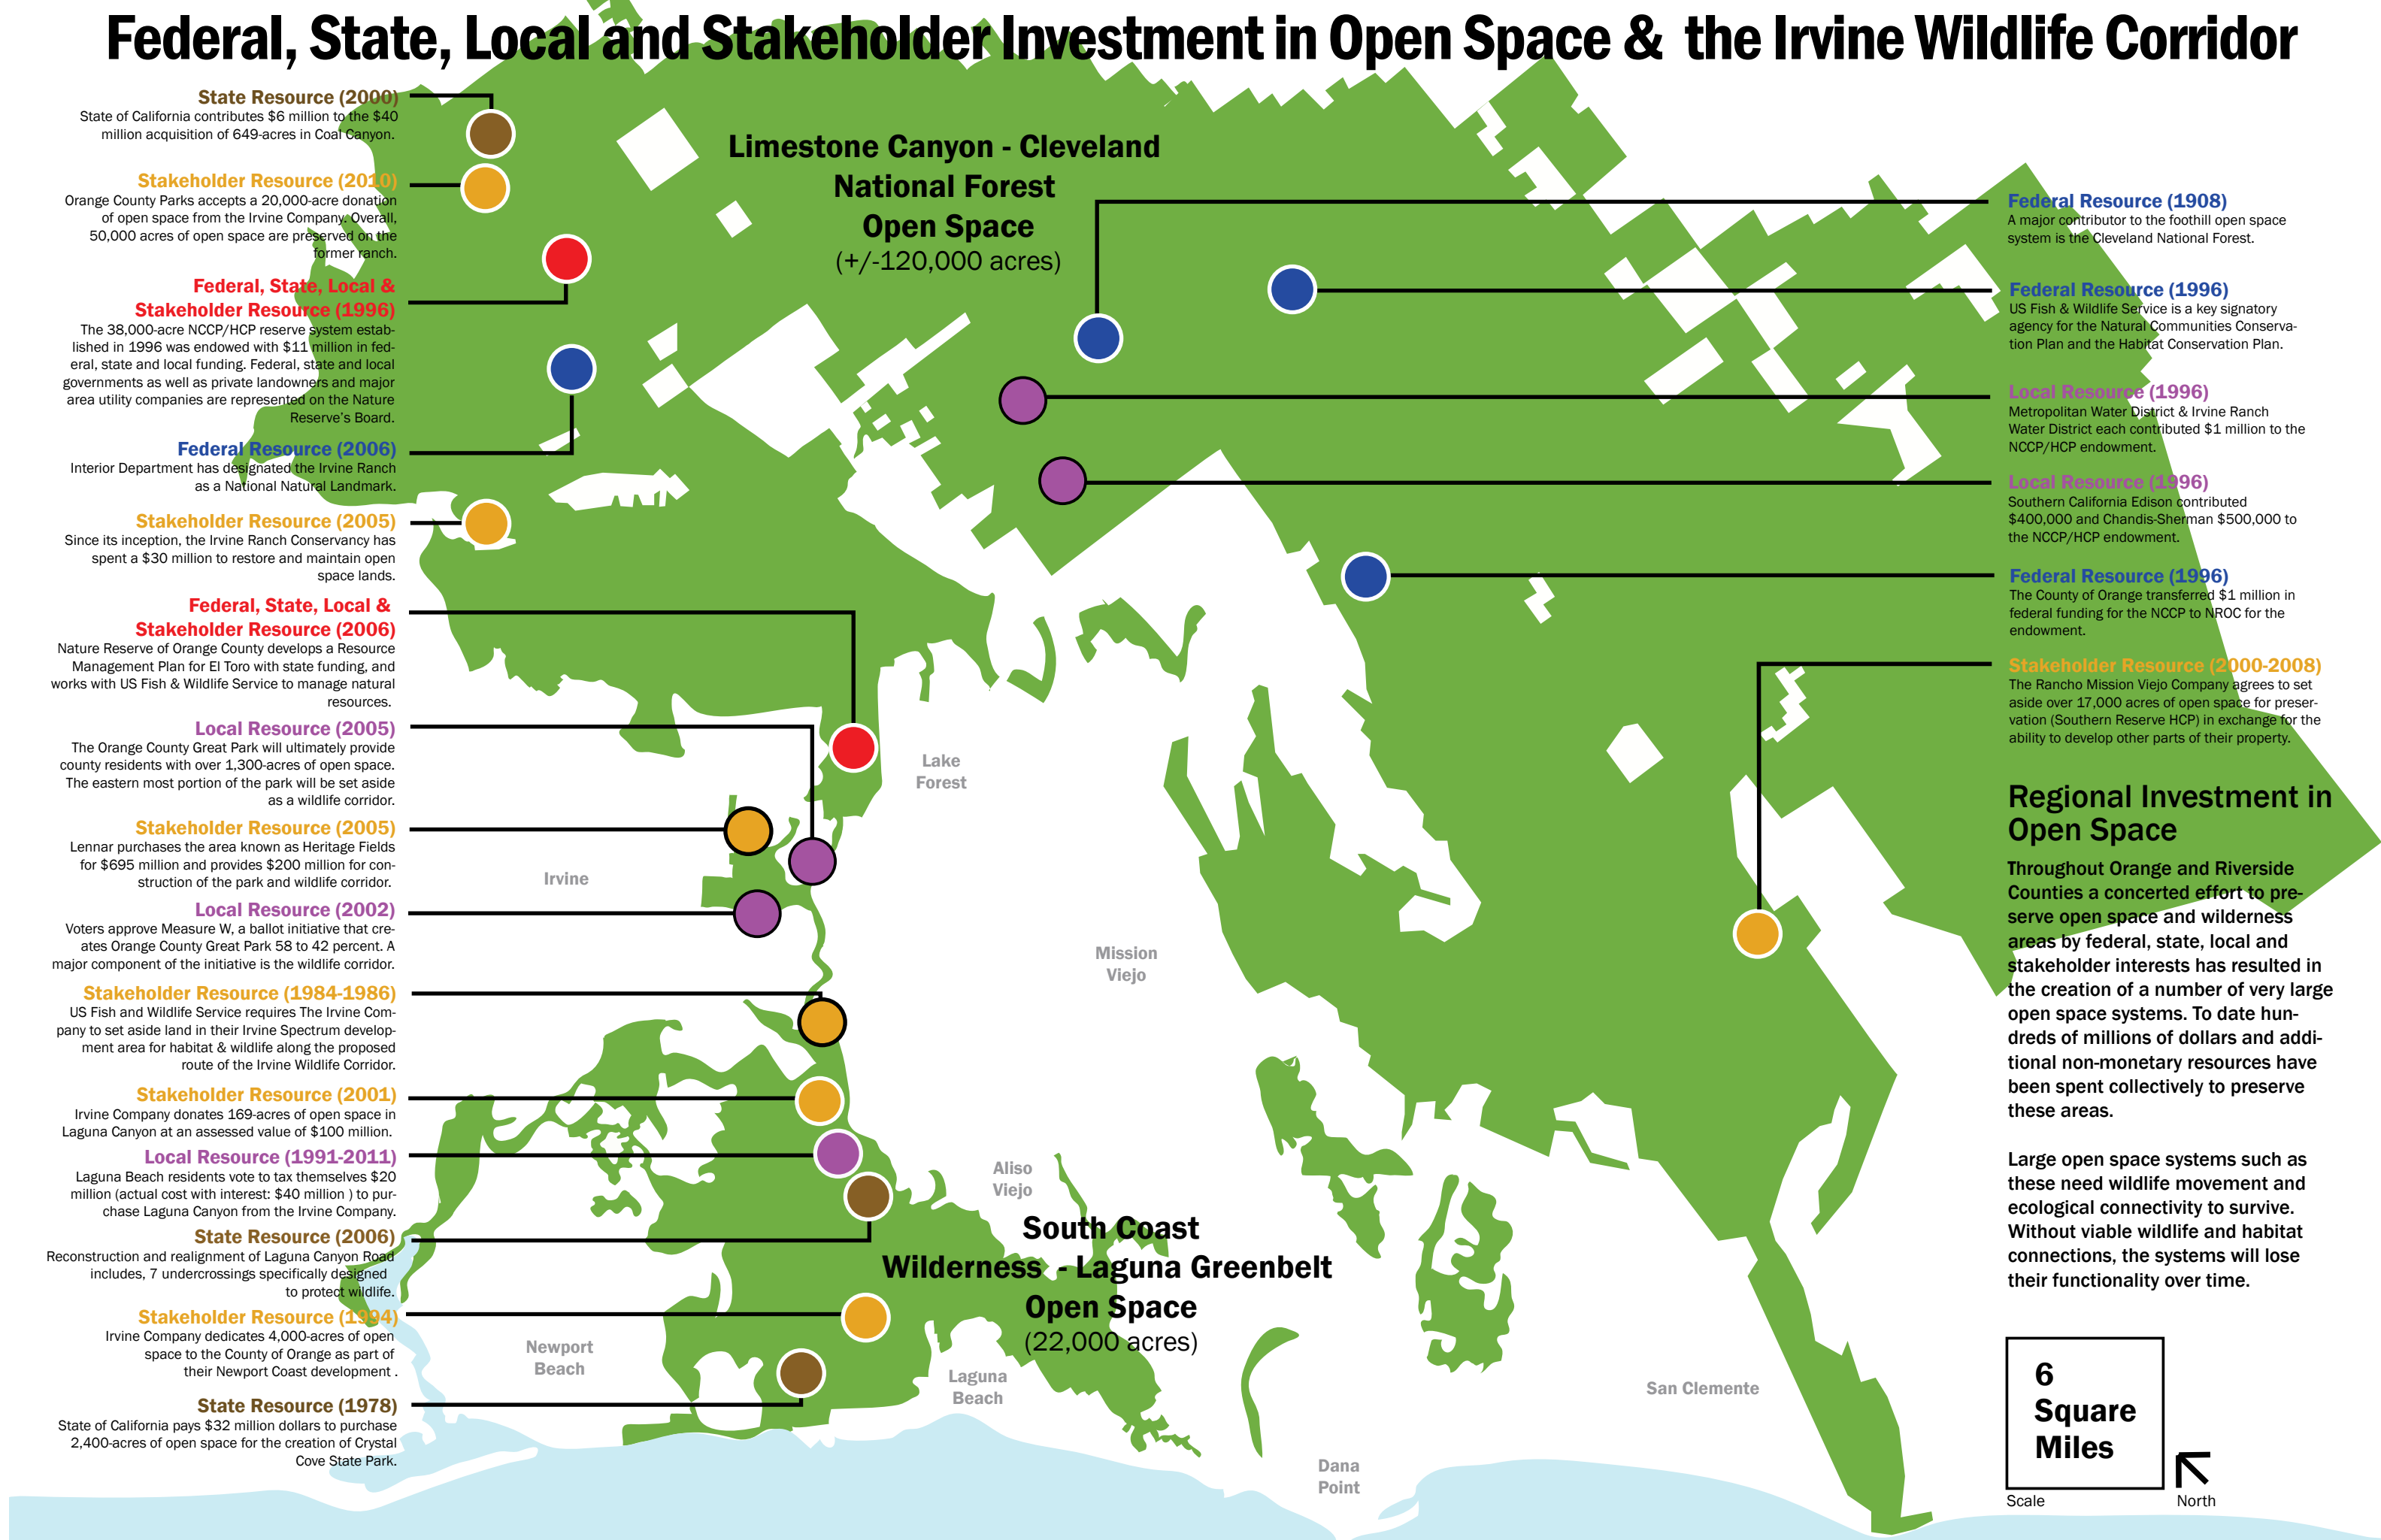 Federal, State, Local and Stakeholder Investment in Open Space & the Irvine Wildlife Corridor
State Resource (2000)
State of California contributes $6 million to the $40
million acquisition of 649-acres in Coal Canyon.
Stakeholder Resource (2010)
Orange County Parks accepts a 20,000-acre donation
of open space from the Irvine Company. Overall,
50,000 acres of open space are preserved on the
former ranch.
Federal, State, Local &
Stakeholder Resource (1996)
The 38,000-acre NCCP/HCP reserve system estab-
lished in 1996 was endowed with $11 million in fed-
eral, state and local funding. Federal, state and local
governments as well as private landowners and major
area utility companies are represented on the Nature
Reserve's Board.
Federal Resource (2006)
Interior Department has designated the Irvine Ranch
as a National Natural Landmark.
Stakeholder Resource (2005)
Since its inception, the Irvine Ranch Conservancy has
spent a $30 million to restore and maintain open
space lands.
Federal, State, Local &
Stakeholder Resource (2006)
Nature Reserve of Orange County develops a Resource
Management Plan for El Toro with state funding, and
works with US Fish & Wildlife Service to manage natural
resources.
Local Resource (2005)
The Orange County Great Park will ultimately provide
county residents with over 1,300-acres of open space.
The eastern most portion of the park will be set aside
as a wildlife corridor.
Stakeholder Resource (2005)
Lennar purchases the area known as Heritage Fields
for $695 million and provides $200 million for con-
struction of the park and wildlife corridor.
Local Resource (2002)
Voters approve Measure W, a ballot initiative that cre-
ates Orange County Great Park 58 to 42 percent. A
major component of the initiative is the wildlife corridor.
Stakeholder Resource (1984-1986)
US Fish and Wildlife Service requires The Irvine Com-
pany to set aside land in their Irvine Spectrum develop-
ment area for habitat & wildlife along the proposed
route of the Irvine Wildlife Corridor.
Stakeholder Resource (2001)
Irvine Company donates 169-acres of open space in
Laguna Canyon at an assessed value of $100 million.
Local Resource (1991-2011)
Laguna Beach residents vote to tax themselves $20
million (actual cost with interest: $40 million ) to pur-
chase Laguna Canyon from the Irvine Company.
State Resource (2006)
Reconstruction and realignment of Laguna Canyon Road
includes, 7 undercrossings specifically designed
to protect wildlife.
Stakeholder Resource (1994)
Irvine Company dedicates 4,000-acres of open
space to the County of Orange as part of
their Newport Coast development .
State Resource (1978)
State of California pays $32 million dollars to purchase
2,400-acres of open space for the creation of Crystal
Cove State Park.
Limestone Canyon - Cleveland
National Forest
Open Space
(+/-120,000 acres)
Lake
Forest
Irvine
Mission
Viejo
Aliso
Viejo
South Coast
Wilderness - Laguna Greenbelt
Open Space
(22,000 acres)
Newport
Beach
Laguna
Beach
San Clemente
Dana
Point
Federal Resource (1908)
A major contributor to the foothill open space
system is the Cleveland National Forest.
Federal Resource (1996)
US Fish & Wildlife Service is a key signatory
agency for the Natural Communities Conserva-
tion Plan and the Habitat Conservation Plan.
Local Resource (1996)
Metropolitan Water District & Irvine Ranch
Water District each contributed $1 million to the
NCCP/HCP endowment.
Local Resource (1996)
Southern California Edison contributed
$400,000 and Chandis-Sherman $500,000 to
the NCCP/HCP endowment.
Federal Resource (1996)
The County of Orange transferred $1 million in
federal funding for the NCCP to NROC for the
endowment.
Stakeholder Resource (2000-2008)
The Rancho Mission Viejo Company agrees to set
aside over 17,000 acres of open space for preser-
vation (Southern Reserve HCP) in exchange for the
ability to develop other parts of their property.
Regional Investment in
Open Space
Throughout Orange and Riverside
Counties a concerted effort to pre-
serve open space and wilderness
areas by federal, state, local and
stakeholder interests has resulted in
the creation of a number of very large
open space systems. To date hun-
dreds of millions of dollars and addi-
tional non-monetary resources have
been spent collectively to preserve
these areas.
Large open space systems such as
these need wildlife movement and
ecological connectivity to survive.
Without viable wildlife and habitat
connections, the systems will lose
their functionality over time.
6
Square
Miles
Scale
North